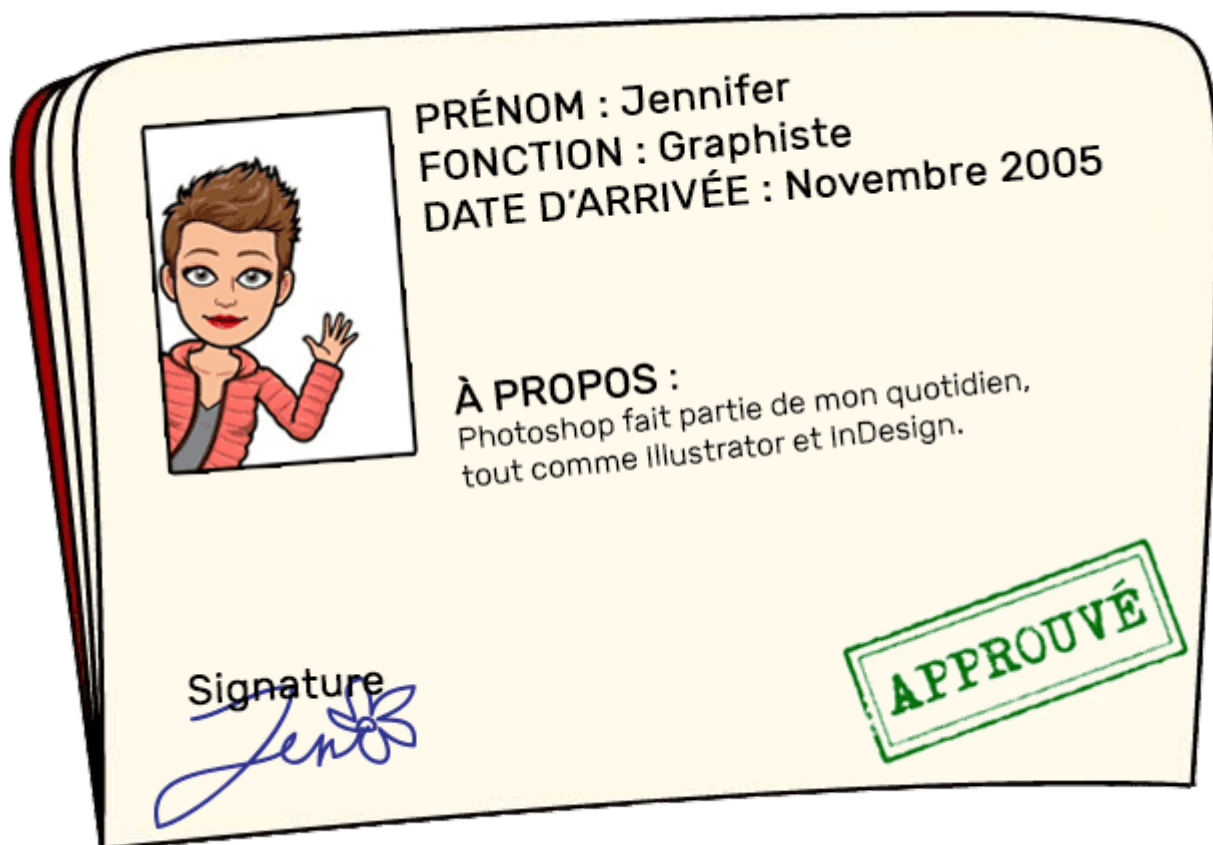 PRÉNOM : Jennifer
FONCTION : Graphiste
DATE D'ARRIVÉE : Novembre 2005
À PROPOS :
Photoshop fait partie de mon quotidien,
tout comme Illustrator et InDesign.
APPROUVÉ
Signature
Jen